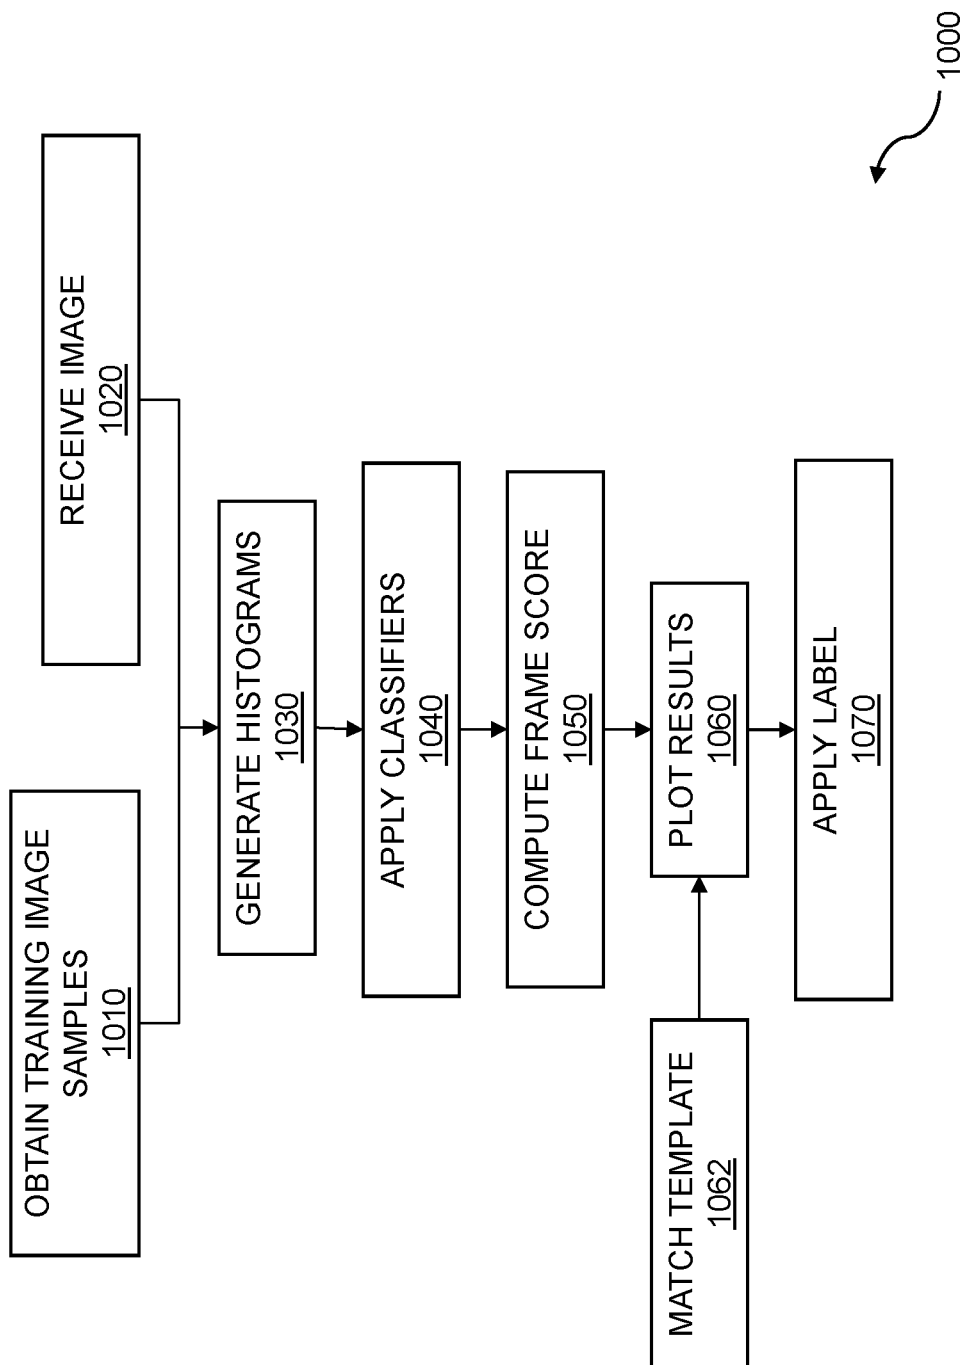 OBTAIN TRAINING IMAGE
SAMPLES
1010
RECEIVE IMAGE
1020
GENERATE HISTOGRAMS
1030
APPLY CLASSIFIERS
1040
COMPUTE FRAME SCORE
1050
MATCH TEMPLATE
1062
PLOT RESULTS
1060
APPLY LABEL
1070
1000